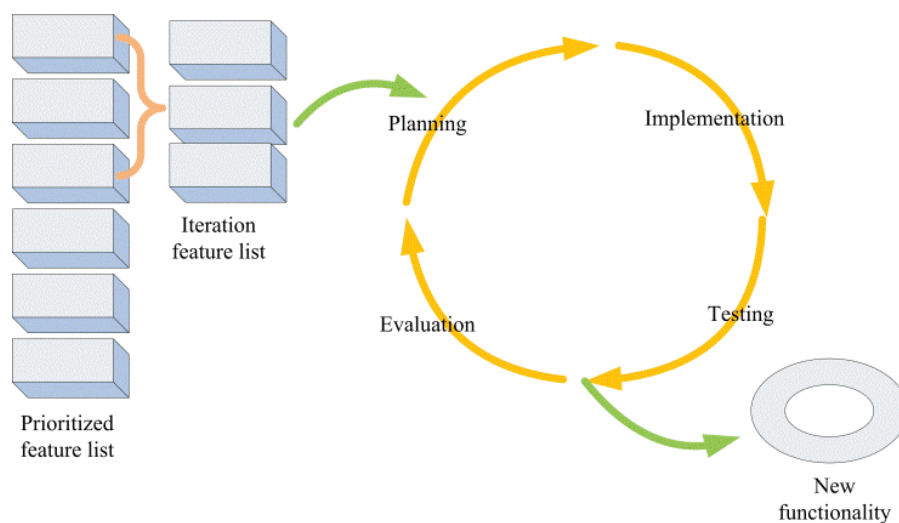 Planning
Implementation
Iteration
feature list
Evaluation
Testing
Prioritized
feature list
New
functionality